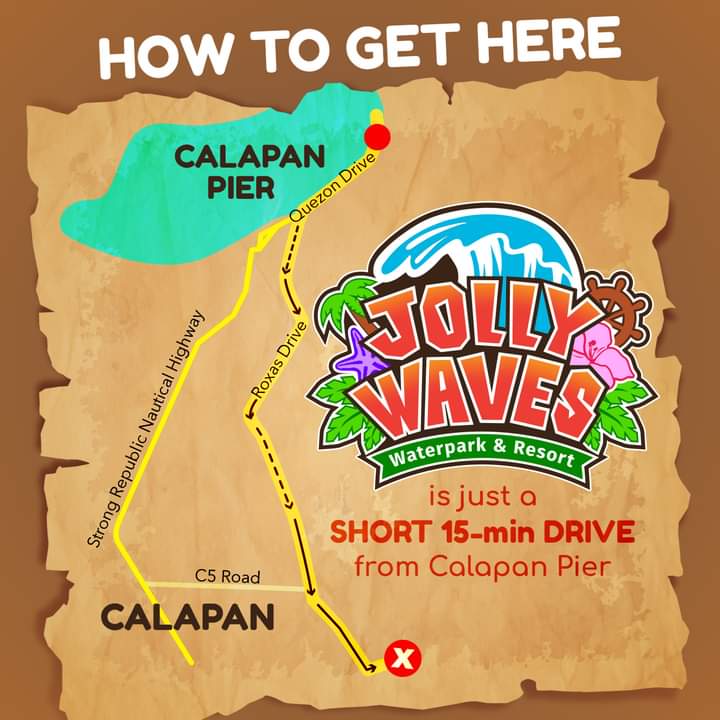 HOW TO GET HERE
CALAPAN
PIER
Quezon Drive
Strong Republic Nautical Highway
Roxas Drive
JOLLY
WAVES
Waterpark & Resort
is just a
SHORT 15-min DRIVE
from Calapan Pier
C5 Road
CALAPAN
X